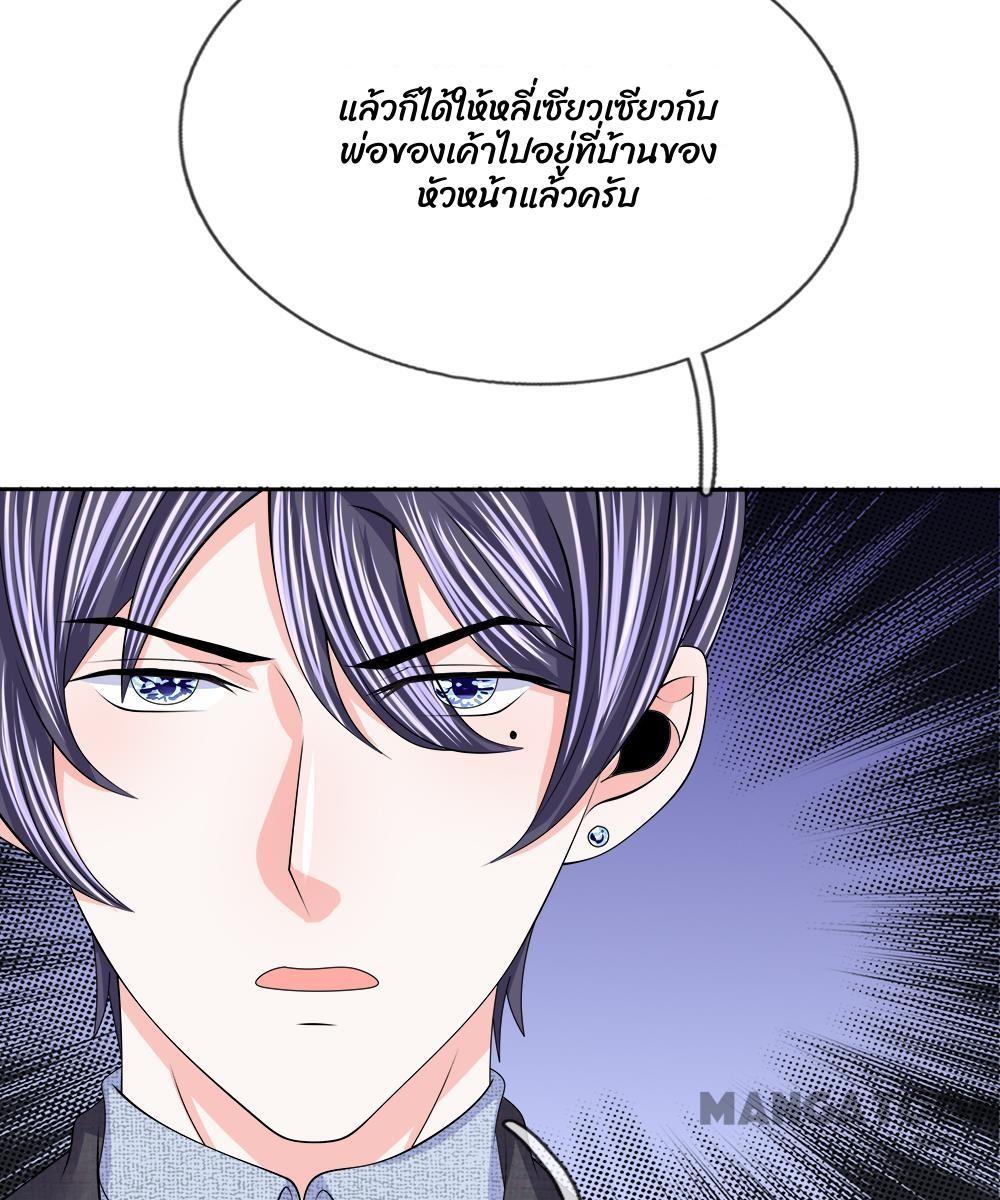 แล้วก็ได้ให้หลี่เซียวเซียวกับ
พ่อของเค้าไปอยู่ที่บ้านของ
หัวหน้าแล้วครับ